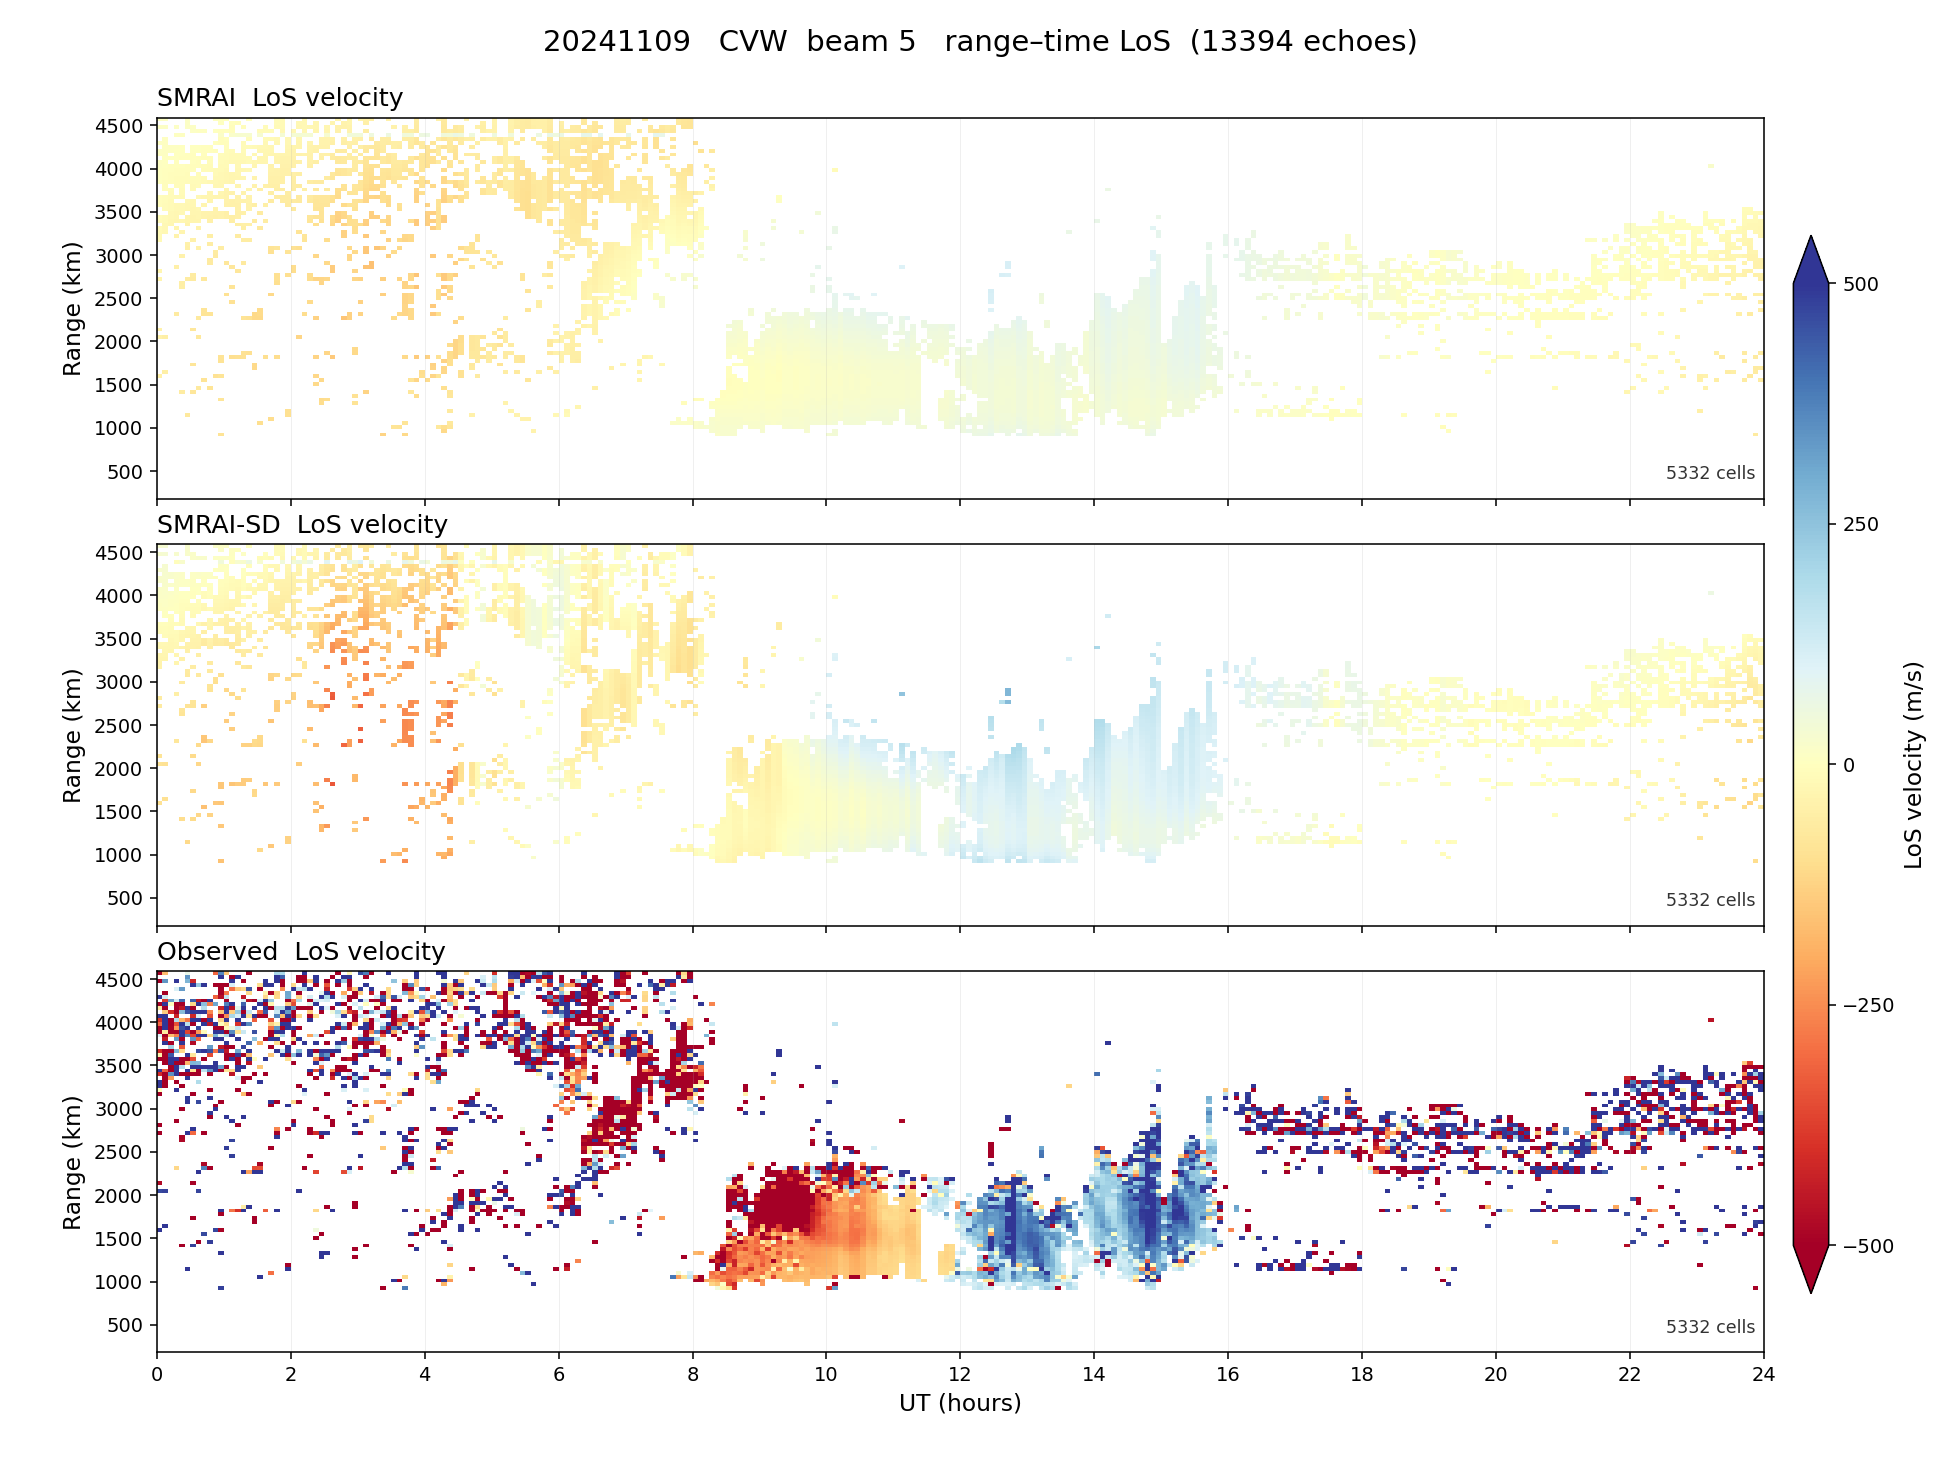 20241109   CVW  beam 5   range–time LoS  (13394 echoes)
SMRAI  LoS velocity
4500
4000
3500
3000
2500
2000
1500
1000
500
Range (km)
5332 cells
SMRAI-SD  LoS velocity
4500
4000
3500
3000
2500
2000
1500
1000
500
Range (km)
5332 cells
Observed  LoS velocity
4500
4000
3500
3000
2500
2000
1500
1000
500
Range (km)
5332 cells
0 2 4 6 8 10 12 14 16 18 20 22 24
UT (hours)
500
250
0
−250
−500
LoS velocity (m/s)